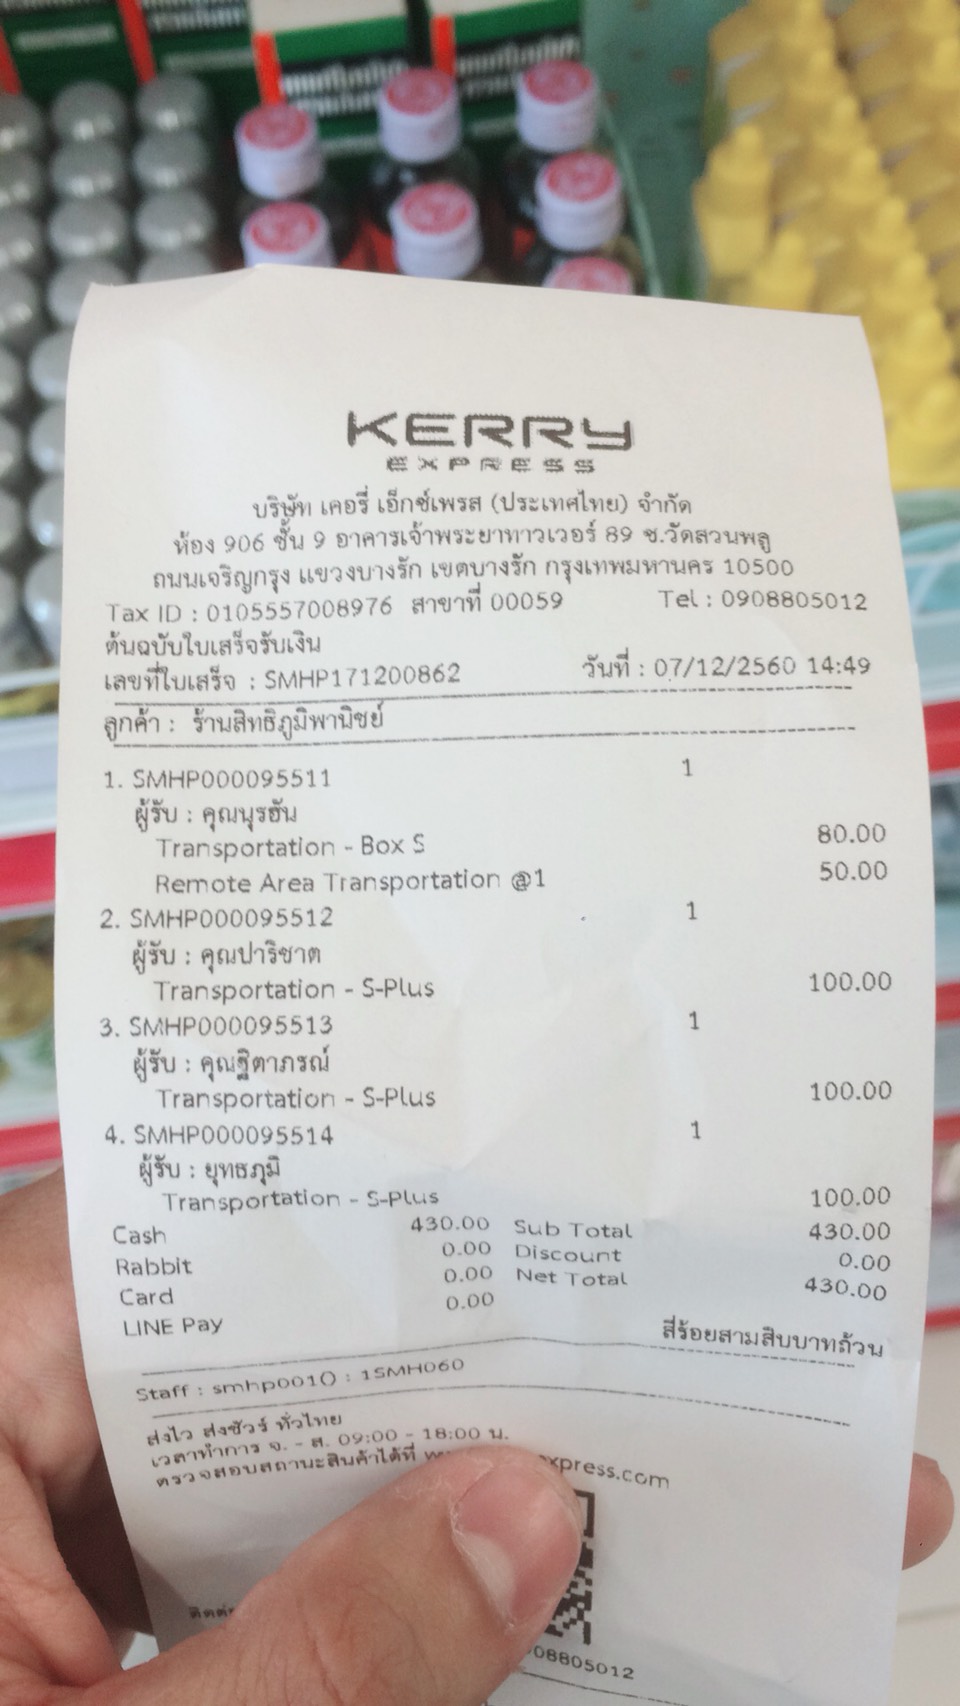 KERRY
EXPRESS
บริษัท เคอรี่ เอ็กซ์เพรส (ประเทศไทย) จำกัด
ห้อง 906 ชั้น 9 อาคารเจ้าพระยาทาวเวอร์ 89 ซ.วัดสวนพลู
ถนนเจริญกรุง แขวงบางรัก เขตบางรัก กรุงเทพมหานคร 10500
Tax ID : 0105557008976 สาขาที่ 00059 Tel : 0908805012
ต้นฉบับใบเสร็จรับเงิน
เลขที่ใบเสร็จ : SMHP171200862 วันที่ : 07/12/2560 14:49
ลูกค้า : ร้านสิทธิภูมิพานิชย์
1. SMHP000095511 1
ผู้รับ : คุณนุรฮัน
Transportation - Box S 80.00
Remote Area Transportation @1 50.00
2. SMHP000095512 1
ผู้รับ : คุณปาริชาต
Transportation - S-Plus 100.00
3. SMHP000095513 1
ผู้รับ : คุณฐิตาภรณ์
Transportation - S-Plus 100.00
4. SMHP000095514 1
ผู้รับ : ยุทธภูมิ
Transportation - S-Plus 100.00
Cash 430.00 Sub Total 430.00
Rabbit 0.00 Discount 0.00
Card 0.00 Net Total 430.00
LINE Pay 0.00
สี่ร้อยสามสิบบาทถ้วน
Staff : smhp001() : 1SMH060
ส่งไว ส่งชัวร์ ทั่วไทย
เวลาทำการ จ. - ส. 09:00 - 18:00 น.
ตรวจสอบสถานะสินค้าได้ที่ xpress.com
08805012